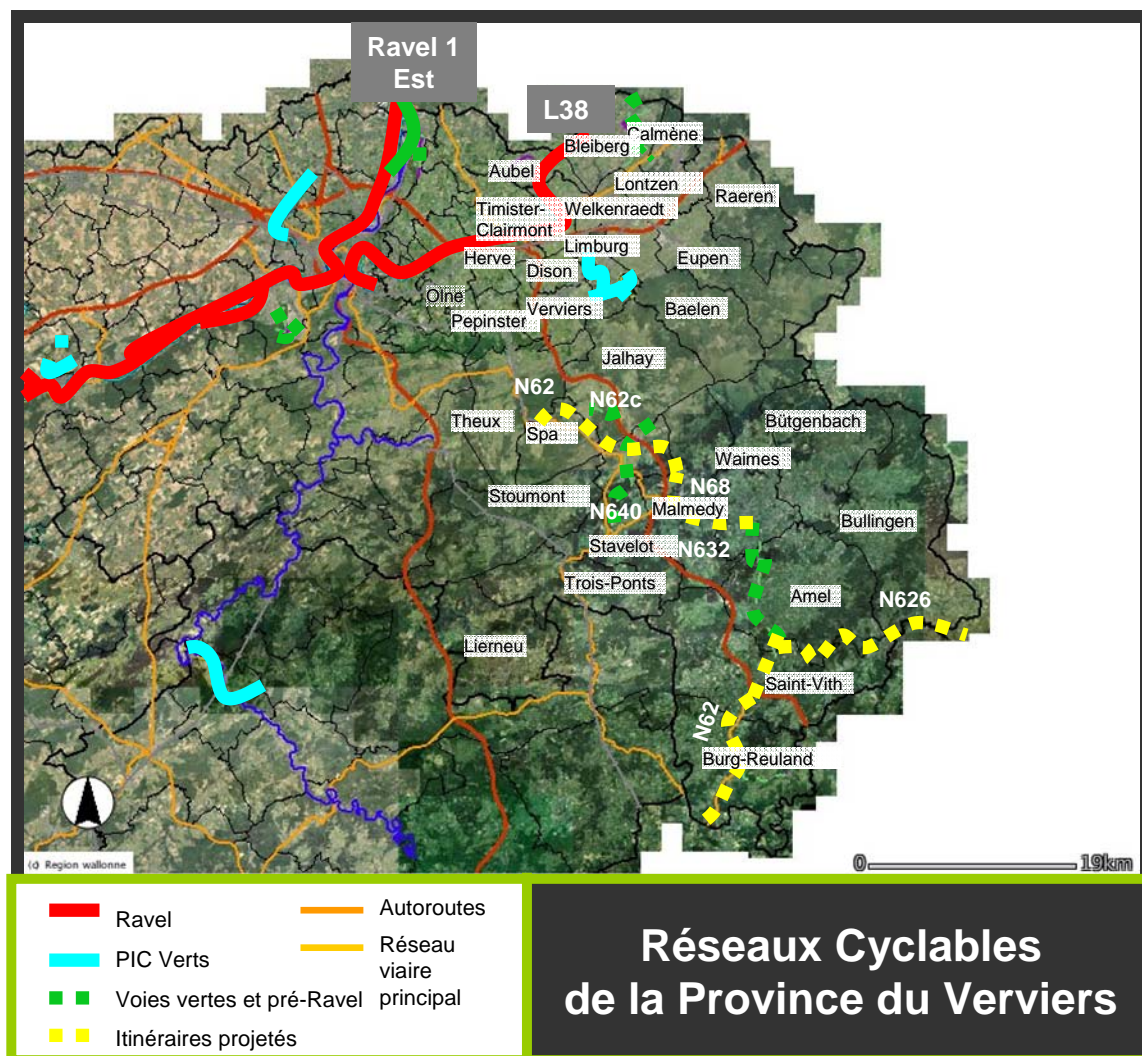 Ravel 1
Est
L38
Calmène
Bleiberg
Aubel
Lontzen
Raeren
Timister-
Clairmont
Welkenraedt
Limburg
Herve
Eupen
Dison
Olne
Verviers
Baelen
Pepinster
Jalhay
N62
N62c
Theux
Spa
Bütgenbach
Waimes
Stoumont
N68
N640
Malmedy
Bullingen
Stavelot
N632
Trois-Ponts
Amel
N626
Lierneu
Saint-Vith
N62
Burg-Reuland
(c) Region wallonne
0
19km
Ravel
PIC Verts
Voies vertes et pré-Ravel
Itinéraires projetés
Autoroutes
Réseau
viaire
principal
Réseaux Cyclables
de la Province du Verviers